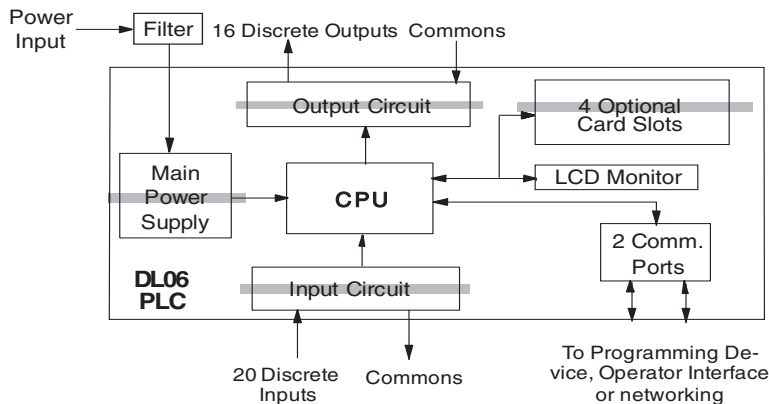 Power
Input
Filter
16 Discrete Outputs
Commons
Output Circuit
4 Optional
Card Slots
Main
Power
Supply
CPU
LCD Monitor
2 Comm.
Ports
DL06
PLC
Input Circuit
20 Discrete
Inputs
Commons
To Programming De-
vice, Operator Interface
or networking